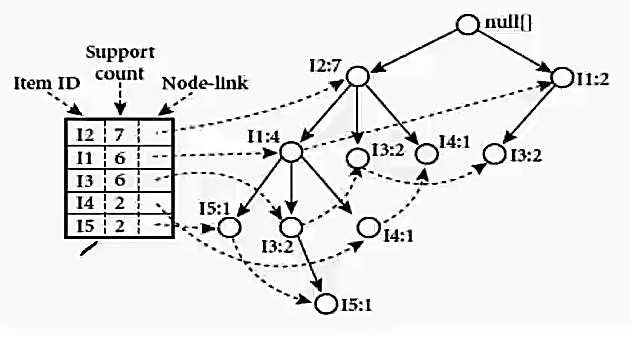 null{}
I2:7
I1:2
Support
count
Item ID
Node-link
I2 7
I1 6
I3 6
I4 2
I5 2
I1:4
I3:2
I4:1
I3:2
I5:1
I3:2
I4:1
I5:1